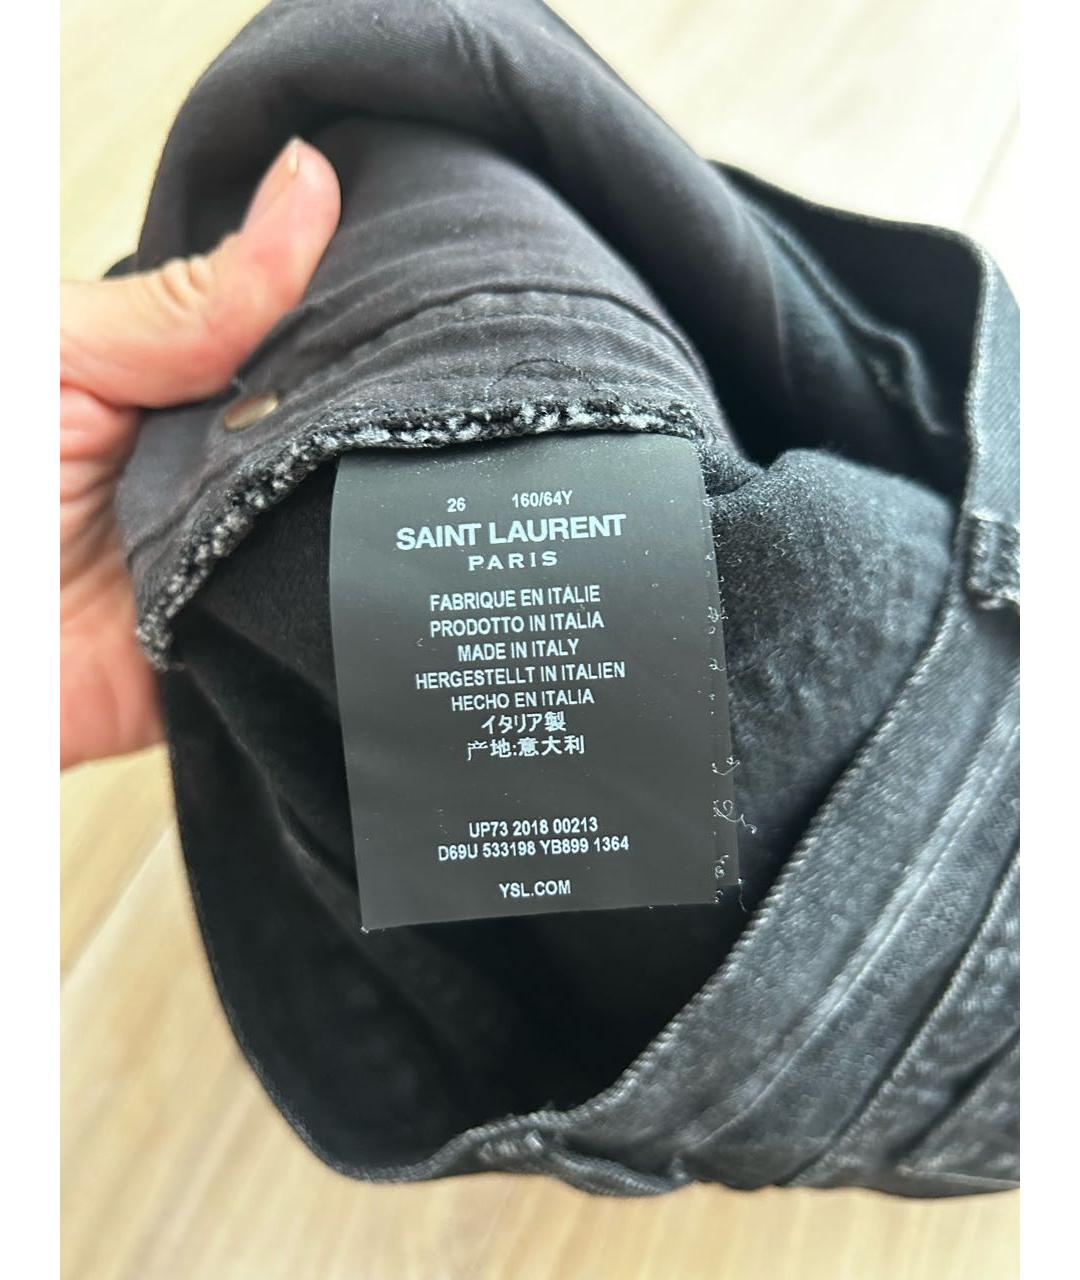 26 160/64Y
SAINT LAURENT
PARIS
FABRIQUE EN ITALIE
PRODOTTO IN ITALIA
MADE IN ITALY
HERGESTELLT IN ITALIEN
HECHO EN ITALIA
イタリア製
产地:意大利
UP73 2018 00213
D69U 533198 YB899 1364
YSL.COM